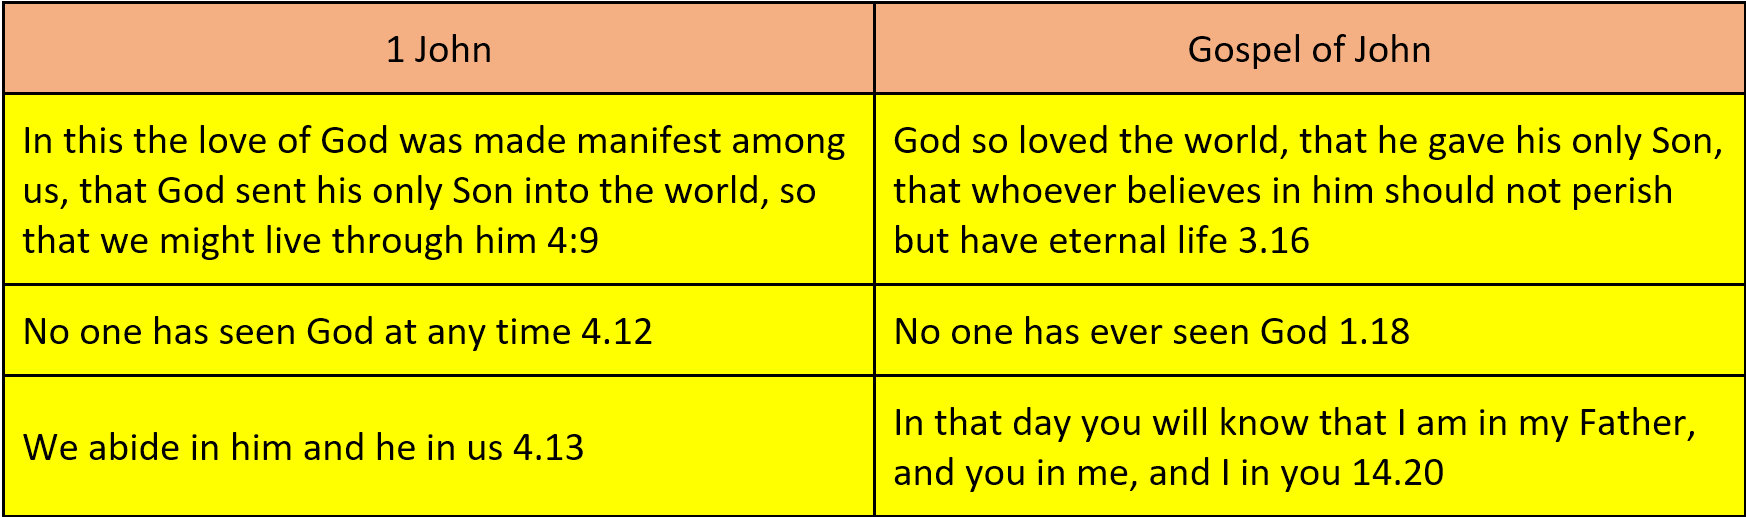 1 John
Gospel of John
In this the love of God was made manifest among
us, that God sent his only Son into the world, so
that we might live through him 4:9
God so loved the world, that he gave his only Son,
that whoever believes in him should not perish
but have eternal life 3.16
No one has seen God at any time 4.12
No one has ever seen God 1.18
We abide in him and he in us 4.13
In that day you will know that I am in my Father,
and you in me, and I in you 14.20